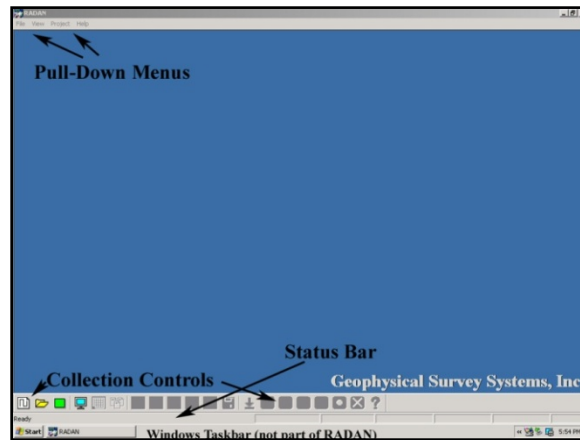 RADAN
File View Project Help
Pull-Down Menus
Status Bar
Collection Controls
Geophysical Survey Systems, Inc
?
Ready
Start RADAN Windows Taskbar (not part of RADAN) 5:54 PM